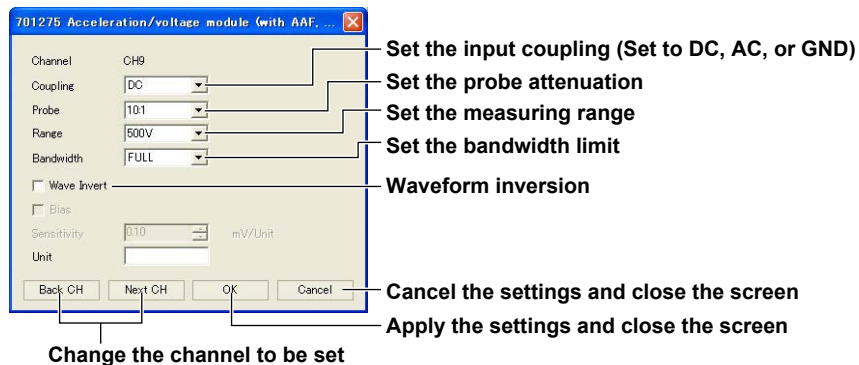 701275 Acceleration/voltage module (with AAF, ...
Channel CH9
Coupling DC
Probe 10:1
Range 500V
Bandwidth FULL
Wave Invert
Bias
Sensitivity 0.10 mV/Unit
Unit
Back CH Next CH OK Cancel
Set the input coupling (Set to DC, AC, or GND)
Set the probe attenuation
Set the measuring range
Set the bandwidth limit
Waveform inversion
Cancel the settings and close the screen
Apply the settings and close the screen
Change the channel to be set